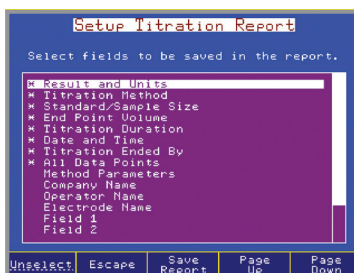 Setup Titration Report
Select fields to be saved in the report.
* Result and Units
* Titration Method
* Standard/Sample Size
* End Point Volume
* Titration Duration
* Date and Time
* Titration Ended By
* All Data Points
Method Parameters
Company Name
Operator Name
Electrode Name
Field 1
Field 2
Unselect Escape Save Report Page Up Page Down